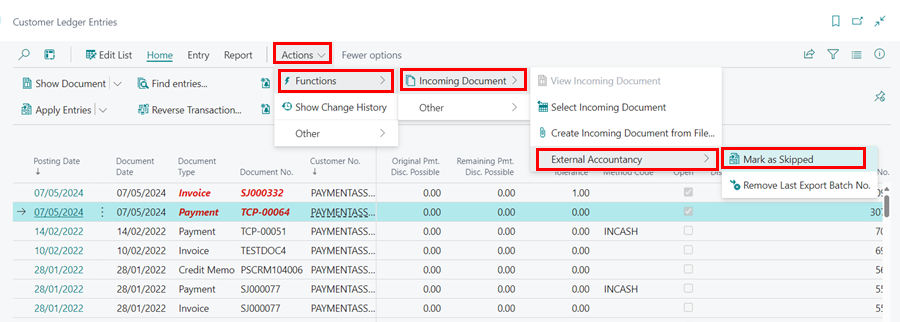 Customer Ledger Entries
Edit List Home Entry Report Actions Fewer options
Show Document Find entries... Functions Incoming Document View Incoming Document
Apply Entries Reverse Transaction... Show Change History Other Select Incoming Document
Other Create Incoming Document from File...
External Accountancy Mark as Skipped
Remove Last Export Batch No.
Posting Date Document Date Document Type Document No. Customer No. Original Pmt. Disc. Possible Remaining Pmt. Disc. Possible Tolerance Method Code Open No.
07/05/2024 07/05/2024 Invoice SJ000332 PAYMENTASS... 0.00 0.00 1.00
07/05/2024 07/05/2024 Payment TCP-00064 PAYMENTASS... 0.00 0.00 0.00 307
14/02/2022 14/02/2022 Payment TCP-00051 PAYMENTASS... 0.00 0.00 0.00 INCASH 70
10/02/2022 10/02/2022 Invoice TESTDOC4 PAYMENTASS... 0.00 0.00 0.00 69
28/01/2022 28/01/2022 Credit Memo PSCRM104006 PAYMENTASS... 0.00 0.00 0.00 56
28/01/2022 28/01/2022 Payment SJ000077 PAYMENTASS... 0.00 0.00 0.00 INCASH 55
28/01/2022 28/01/2022 Invoice SJ000077 PAYMENTASS... 0.00 0.00 0.00 55